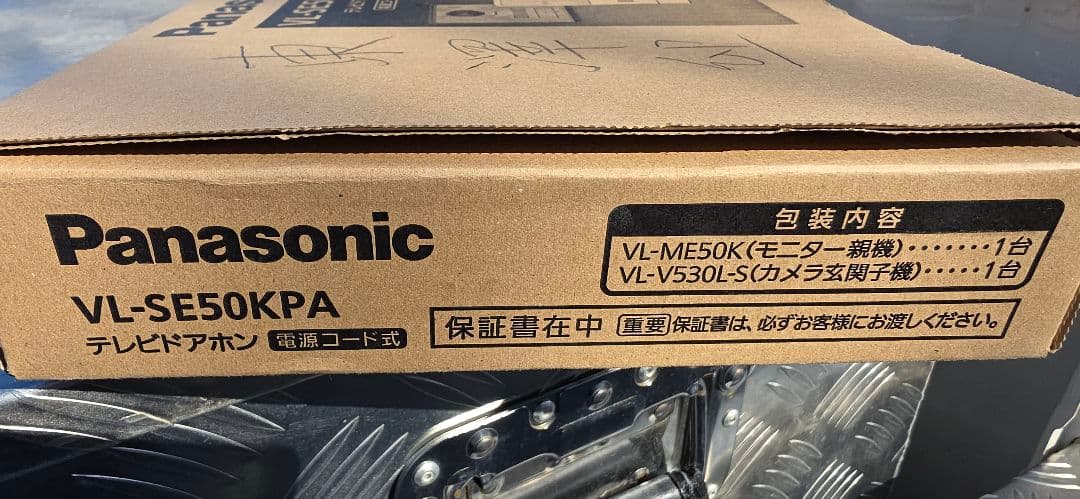 Panasonic
VL-SE50KPA
テレビドアホン 電源コード式
包装内容
VL-ME50K(モニター親機)・・・・・・・1台
VL-V530L-S(カメラ玄関子機)・・・・・1台
保証書在中 重要 保証書は、必ずお客様にお渡しください。